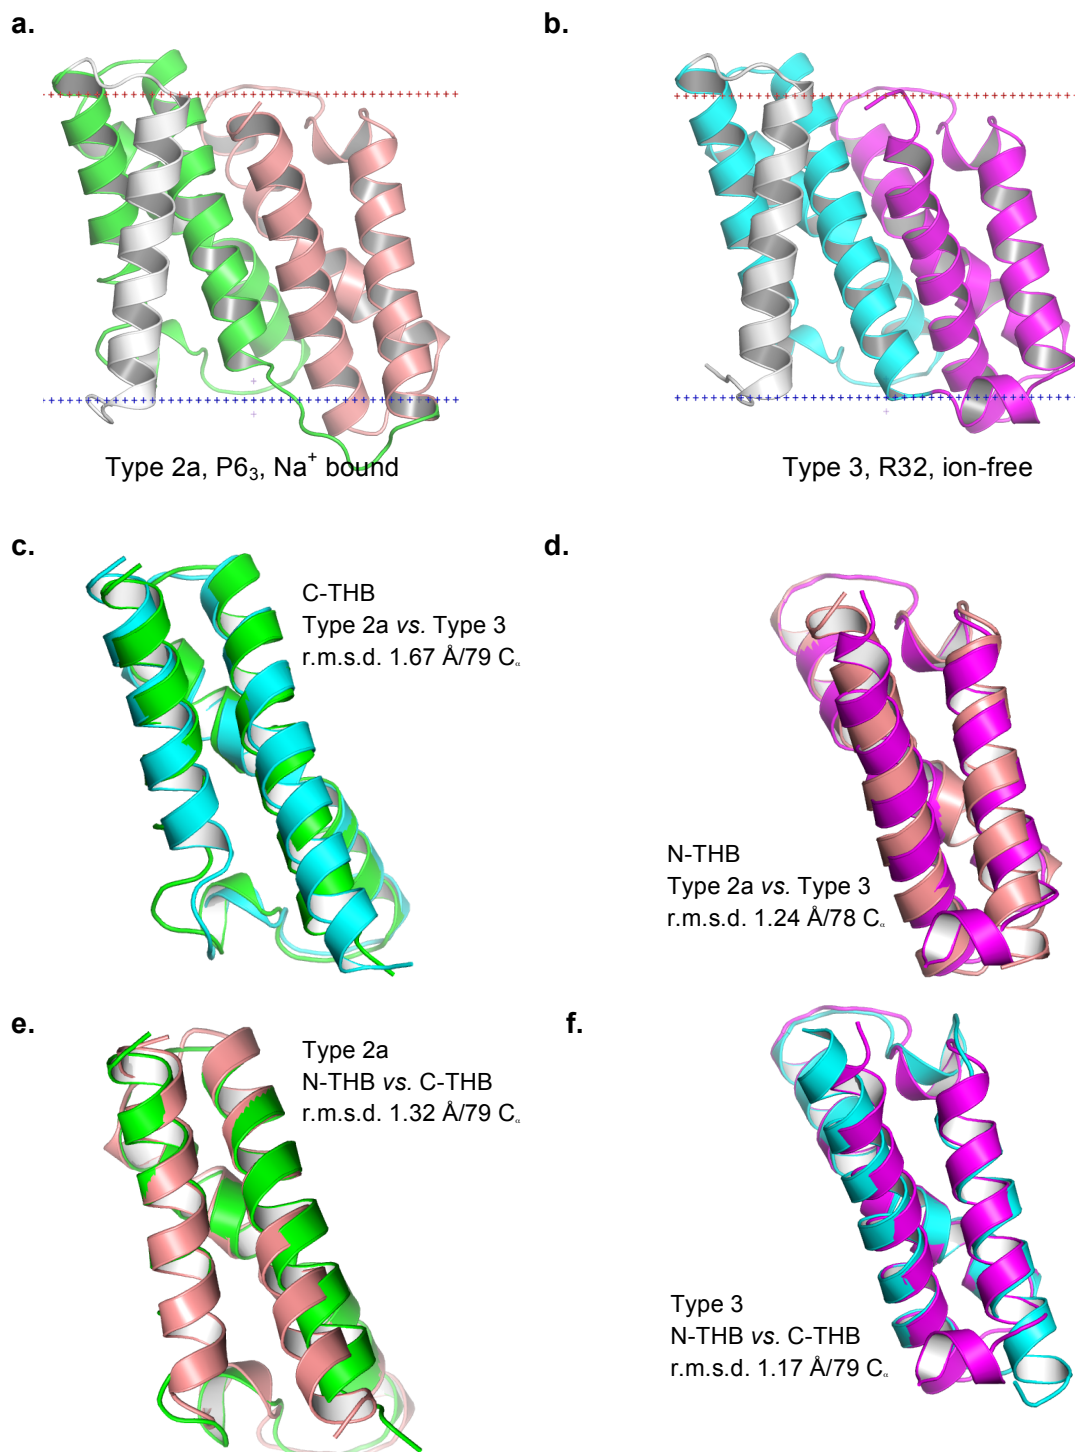 a.
b.
Type 2a, P6₃, Na⁺ bound
Type 3, R32, ion-free
c.
C-THB
Type 2a vs. Type 3
r.m.s.d. 1.67 Å/79 Cα
d.
N-THB
Type 2a vs. Type 3
r.m.s.d. 1.24 Å/78 Cα
e.
Type 2a
N-THB vs. C-THB
r.m.s.d. 1.32 Å/79 Cα
f.
Type 3
N-THB vs. C-THB
r.m.s.d. 1.17 Å/79 Cα